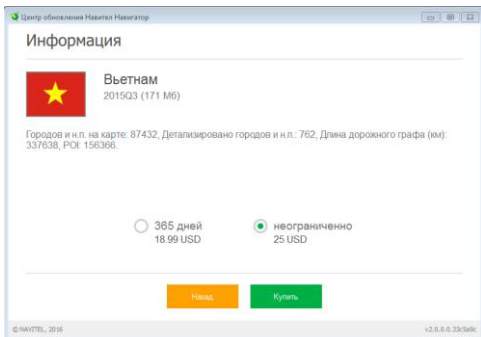 Центр обновления Навител Навигатор
Информация
Вьетнам
2015Q3 (171 Мб)
Городов и н.п. на карте: 87432, Детализировано городов и н.п.: 762, Длина дорожного графа (км):
337638, POI: 156366.
365 дней
неограниченно
18.99 USD
25 USD
Назад
Купить
© NAVITEL, 2016